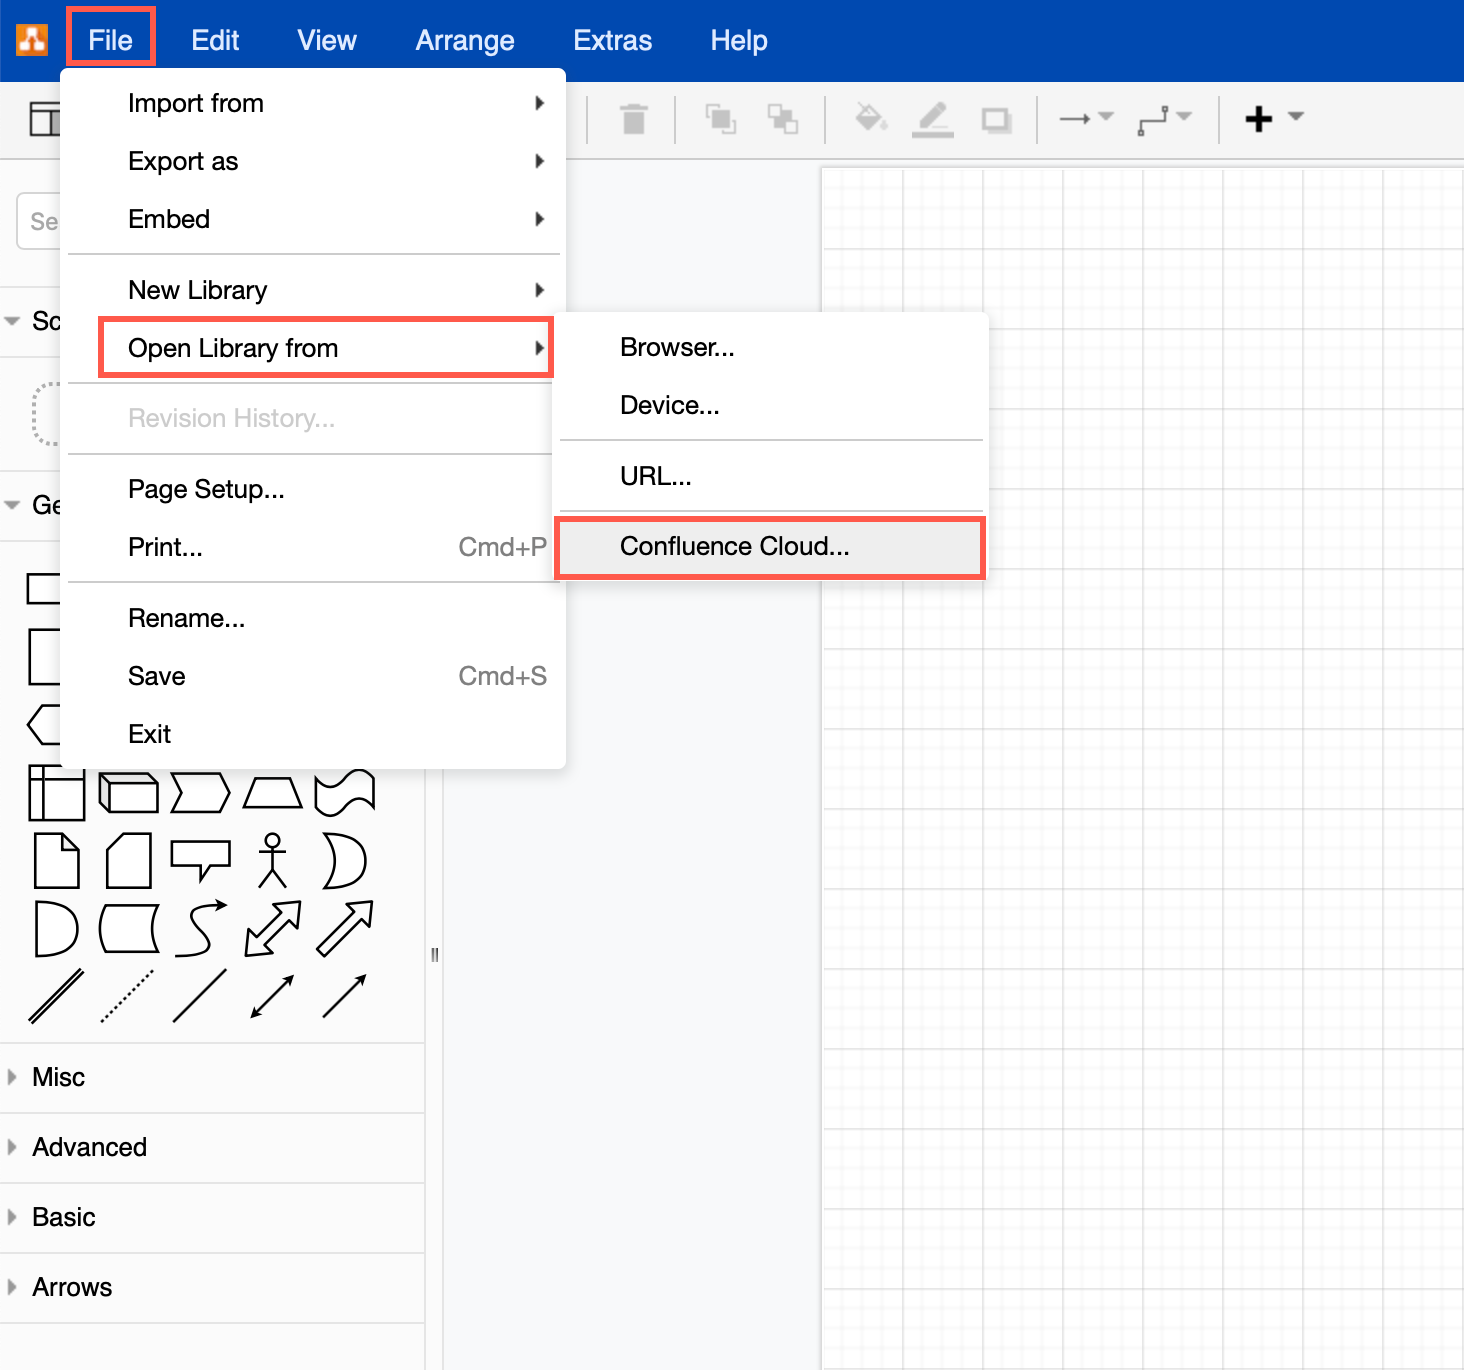 File Edit View Arrange Extras Help
Import from
Export as
Embed
Se
New Library
Sc
Open Library from
Browser...
Device...
Revision History...
URL...
Page Setup...
Ge
Print... Cmd+P
Confluence Cloud...
Rename...
Save Cmd+S
Exit
Misc
Advanced
Basic
Arrows